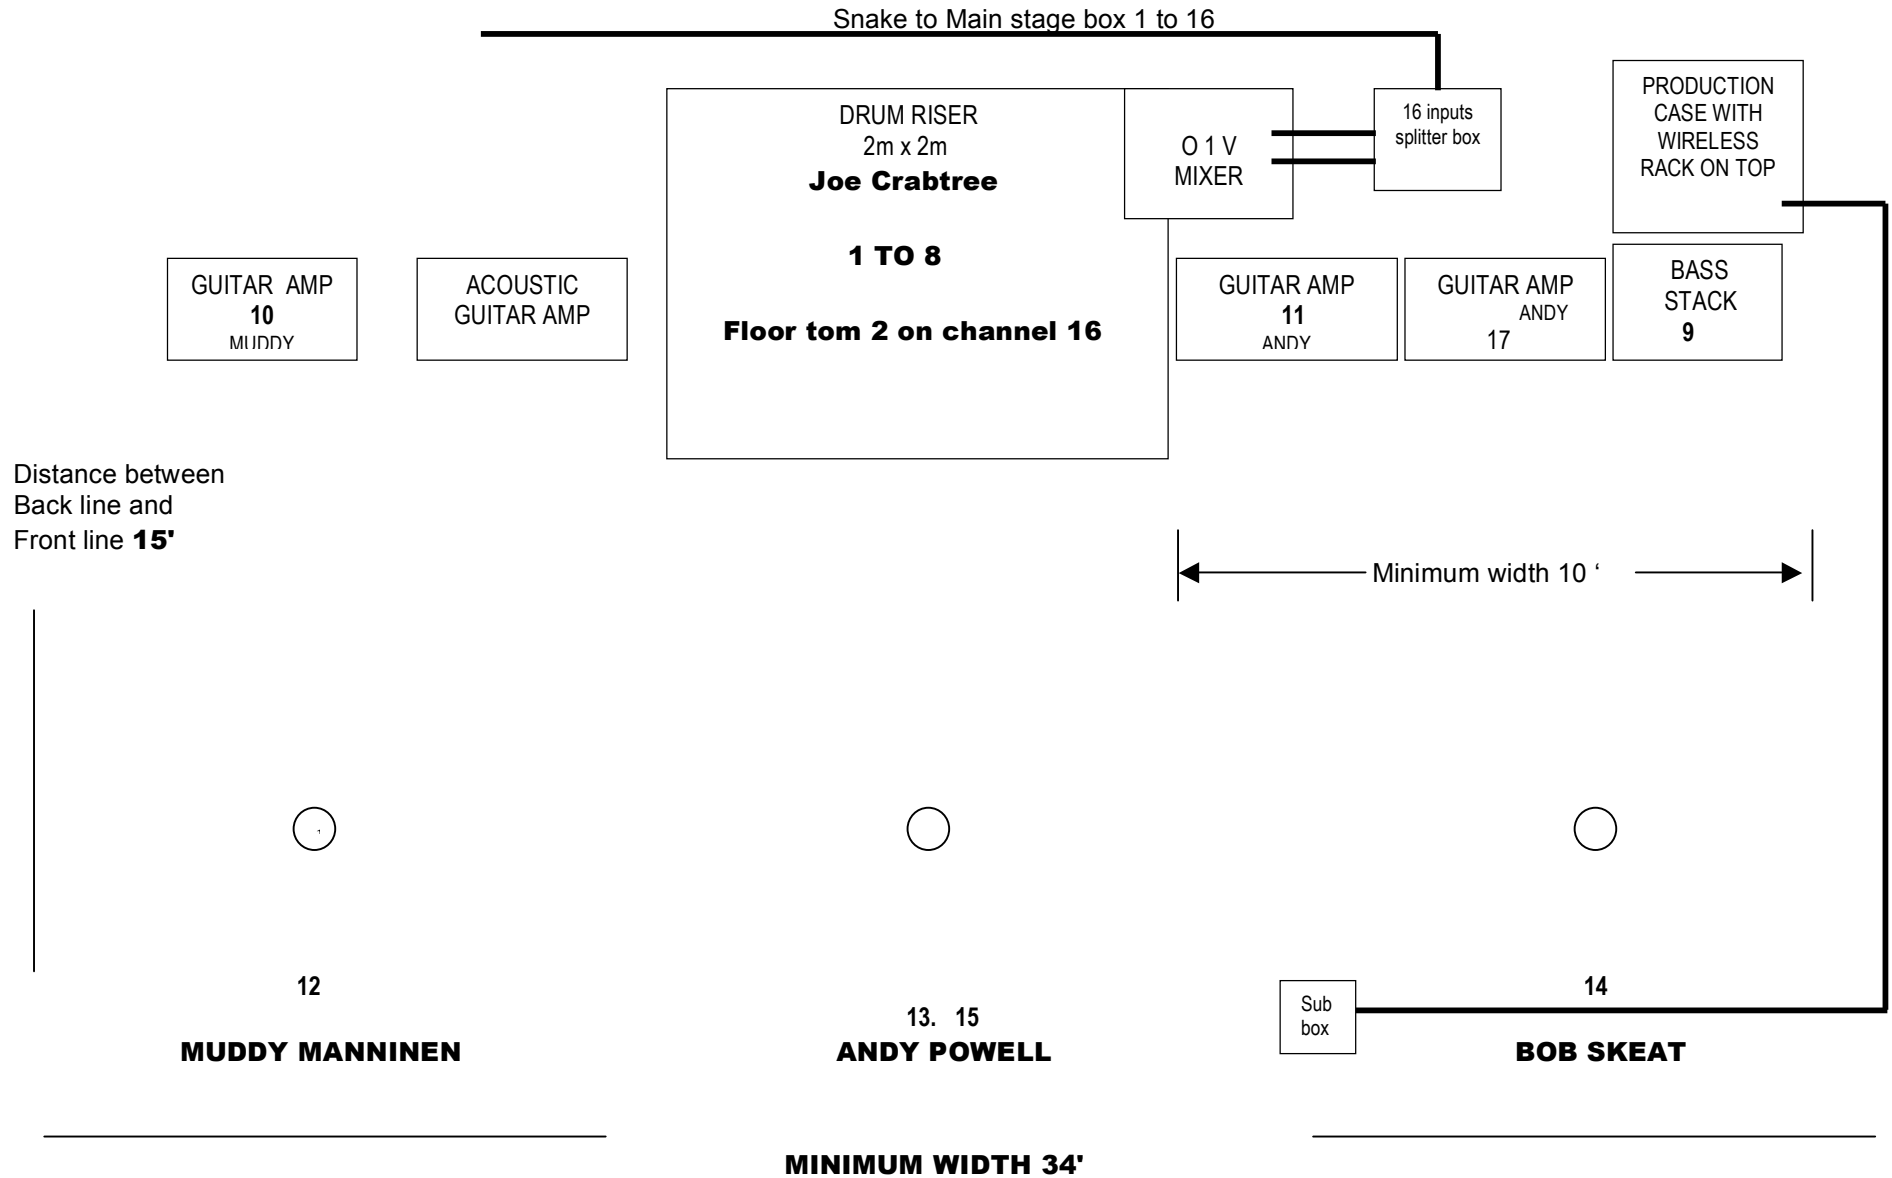 Snake to Main stage box 1 to 16
DRUM RISER
2m x 2m
Joe Crabtree
1 TO 8
Floor tom 2 on channel 16
O 1 V
MIXER
16 inputs
splitter box
PRODUCTION
CASE WITH
WIRELESS
RACK ON TOP
GUITAR AMP
10
MUDDY
ACOUSTIC
GUITAR AMP
GUITAR AMP
11
ANDY
GUITAR AMP
ANDY
17
BASS
STACK
9
Distance between
Back line and
Front line 15'
Minimum width 10 ‘
12
MUDDY MANNINEN
13. 15
ANDY POWELL
Sub
box
14
BOB SKEAT
MINIMUM WIDTH 34'